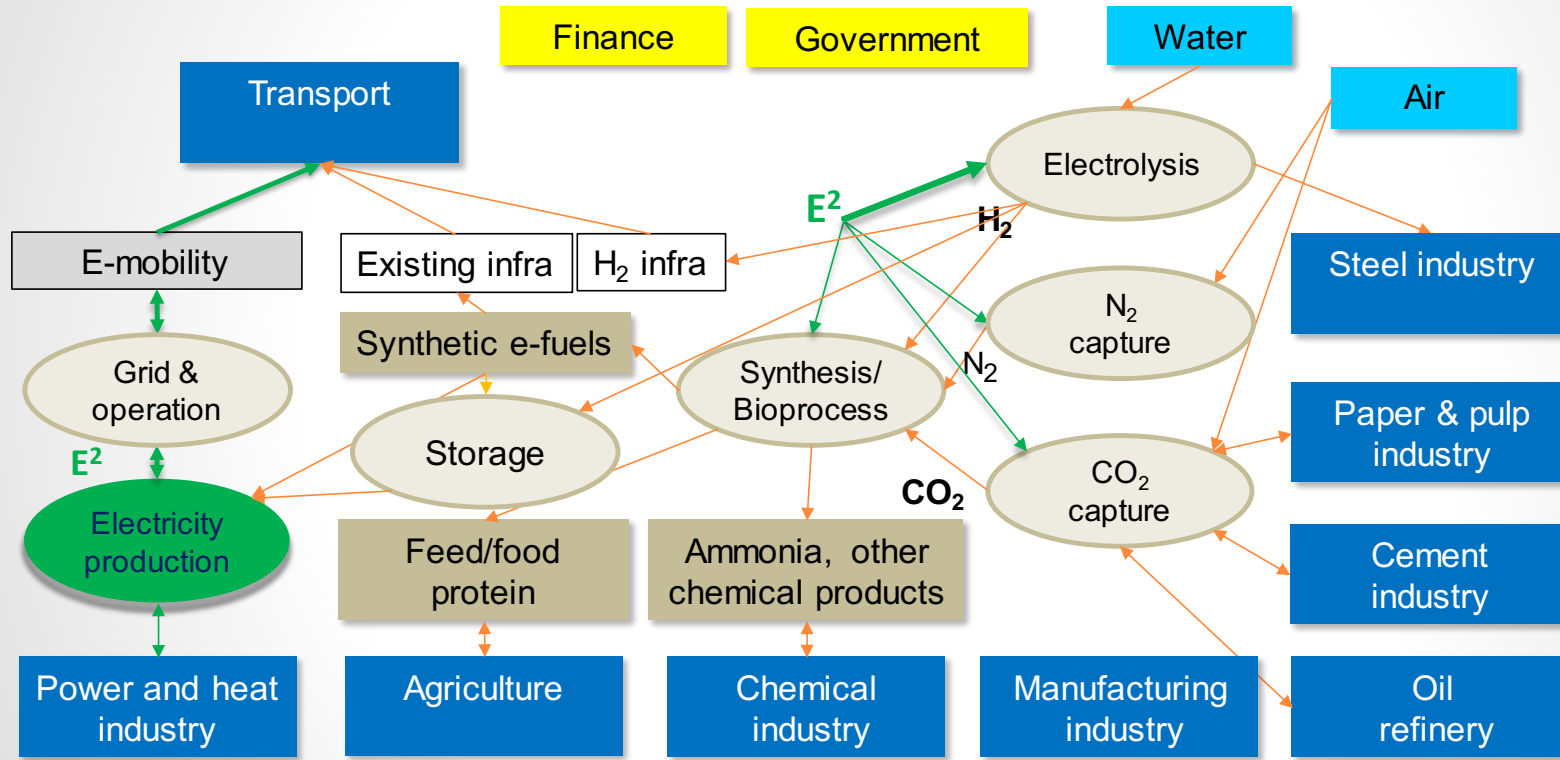 Finance
Government
Water
Transport
Air
Electrolysis
E²
H₂
E-mobility
Existing infra
H₂ infra
Steel industry
N₂
capture
Synthetic e-fuels
Grid &
operation
Synthesis/
Bioprocess
N₂
Paper & pulp
industry
Storage
E²
CO₂
CO₂
capture
Electricity
production
Feed/food
protein
Ammonia, other
chemical products
Cement
industry
Power and heat
industry
Agriculture
Chemical
industry
Manufacturing
industry
Oil
refinery